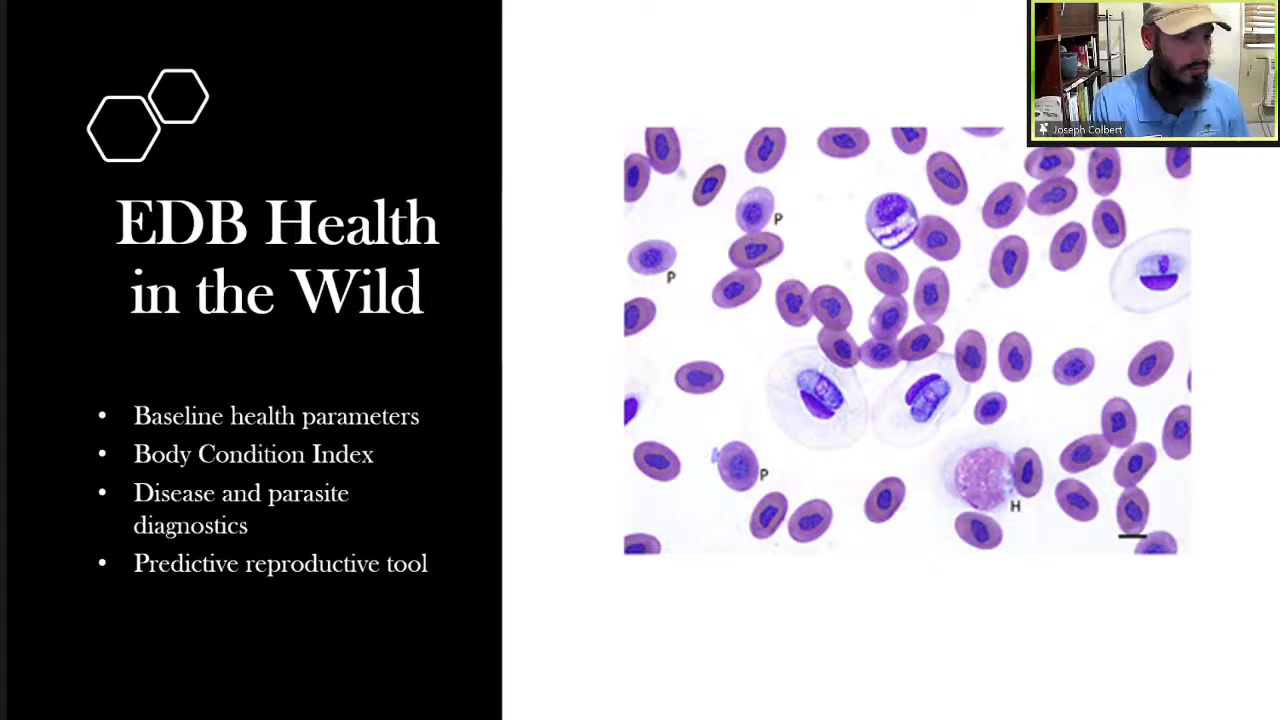 EDB Health
in the Wild
• Baseline health parameters
• Body Condition Index
• Disease and parasite
diagnostics
• Predictive reproductive tool
P
P
P
H
Joseph Colbert